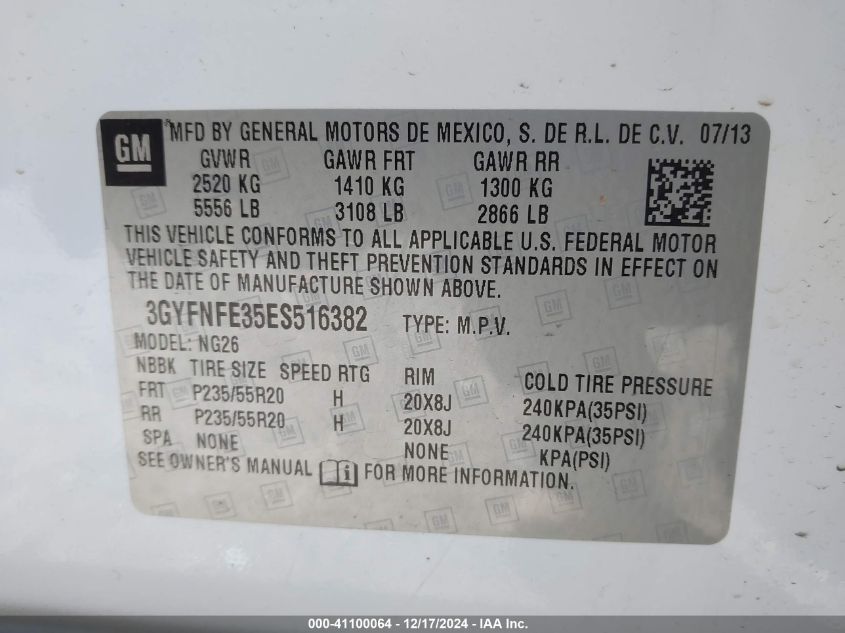 GM
® MFD BY GENERAL MOTORS DE MEXICO, S. DE R.L. DE C.V. 07/13
GVWR GAWR FRT GAWR RR
2520 KG 1410 KG 1300 KG
5556 LB 3108 LB 2866 LB
THIS VEHICLE CONFORMS TO ALL APPLICABLE U.S. FEDERAL MOTOR
VEHICLE SAFETY AND THEFT PREVENTION STANDARDS IN EFFECT ON
THE DATE OF MANUFACTURE SHOWN ABOVE.
3GYFNFE35ES516382 TYPE: M.P.V.
MODEL: NG26
NBBK TIRE SIZE SPEED RTG RIM COLD TIRE PRESSURE
FRT P235/55R20 H 20X8J 240KPA(35PSI)
RR P235/55R20 H 20X8J 240KPA(35PSI)
SPA NONE NONE KPA(PSI)
SEE OWNER'S MANUAL i FOR MORE INFORMATION.
000-41100064 - 12/17/2024 - IAA Inc.